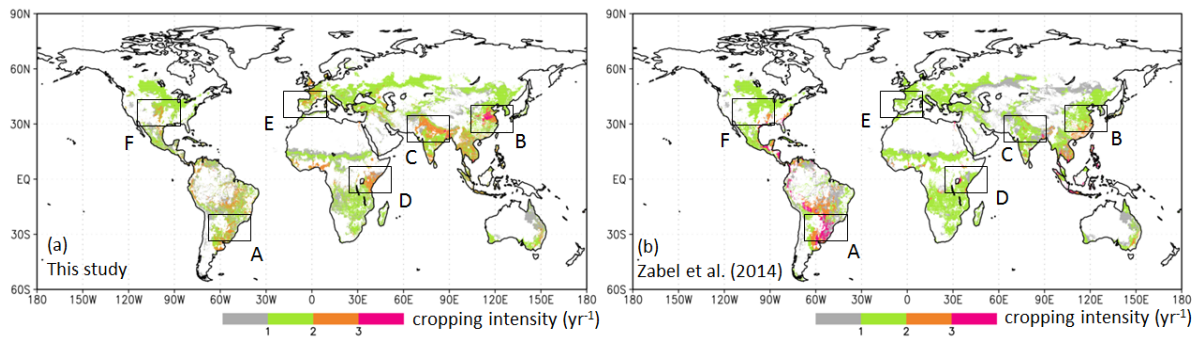 90N
60N
30N
EQ
30S
60S
180 150W 120W 90W 60W 30W 0 30E 60E 90E 120E 150E 180
F
E
C
B
D
A
(a)
This study
1 2 3
cropping intensity (yr-1)
90N
60N
30N
EQ
30S
60S
180 150W 120W 90W 60W 30W 0 30E 60E 90E 120E 150E 180
F
E
C
B
D
A
(b)
Zabel et al. (2014)
1 2 3
cropping intensity (yr-1)